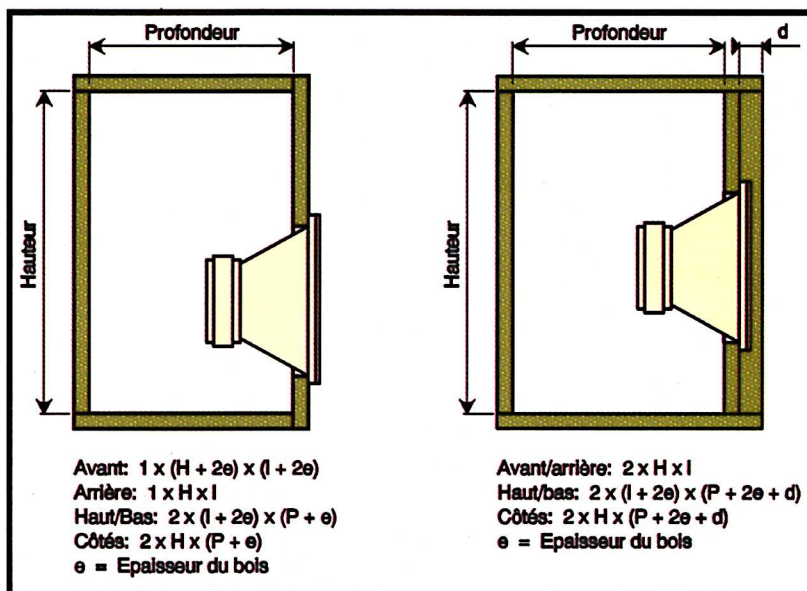 Profondeur
Hauteur
Avant: 1 x (H + 2e) x (l + 2e)
Arrière: 1 x H x l
Haut/Bas: 2 x (l + 2e) x (P + e)
Côtés: 2 x H x (P + e)
e = Epaisseur du bois
Profondeur
d
Hauteur
Avant/arrière: 2 x H x l
Haut/bas: 2 x (l + 2e) x (P + 2e + d)
Côtés: 2 x H x (P + 2e + d)
e = Epaisseur du bois